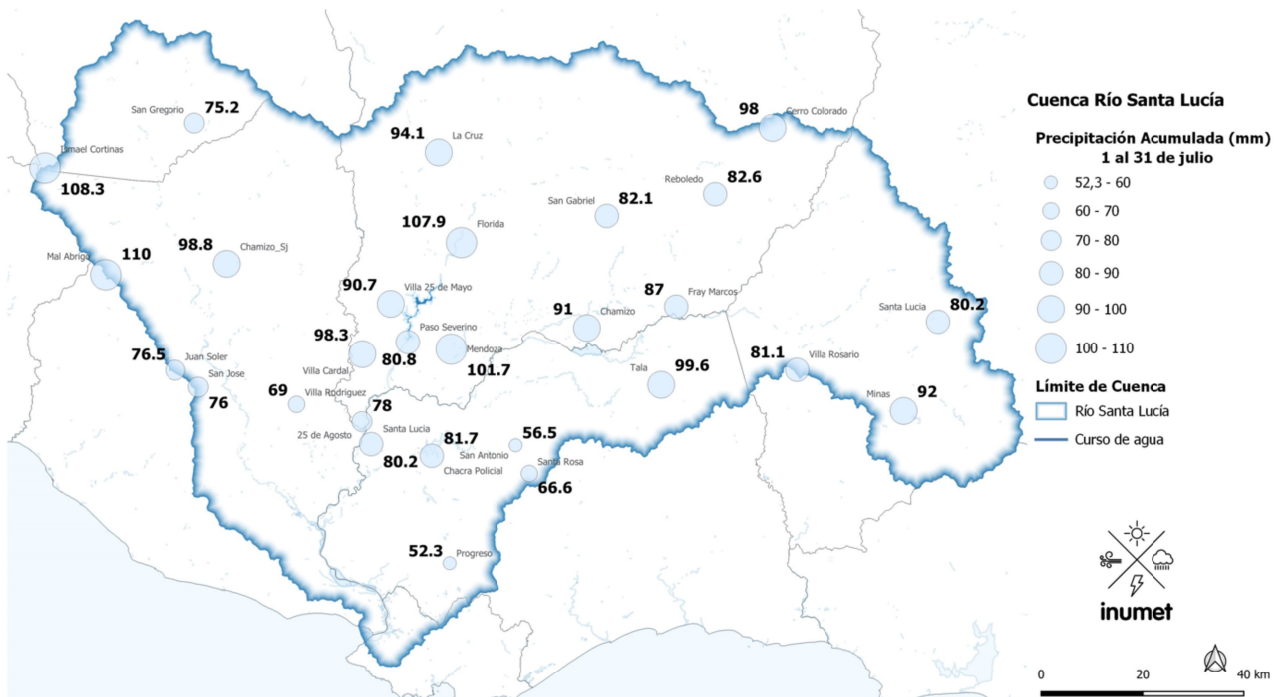 San Gregorio
75.2
Ismael Cortinas
108.3
94.1
La Cruz
98
Cerro Colorado
Reboledo
82.6
San Gabriel
82.1
107.9
Florida
98.8
Chamizo_Sj
Mal Abrigo
110
90.7
Villa 25 de Mayo
87
Fray Marcos
91
Chamizo
Santa Lucia
80.2
98.3
Villa Cardal
Paso Severino
80.8
Mendoza
101.7
76.5
Juan Soler
San Jose
76
Tala
99.6
81.1
Villa Rosario
Minas
92
69
Villa Rodriguez
78
25 de Agosto
Santa Lucia
80.2
81.7
Chacra Policial
San Antonio
56.5
Santa Rosa
66.6
52.3
Progreso
Cuenca Río Santa Lucía
Precipitación Acumulada (mm)
1 al 31 de julio
52,3 - 60
60 - 70
70 - 80
80 - 90
90 - 100
100 - 110
Límite de Cuenca
Río Santa Lucía
Curso de agua
inumet
0 20 40 km